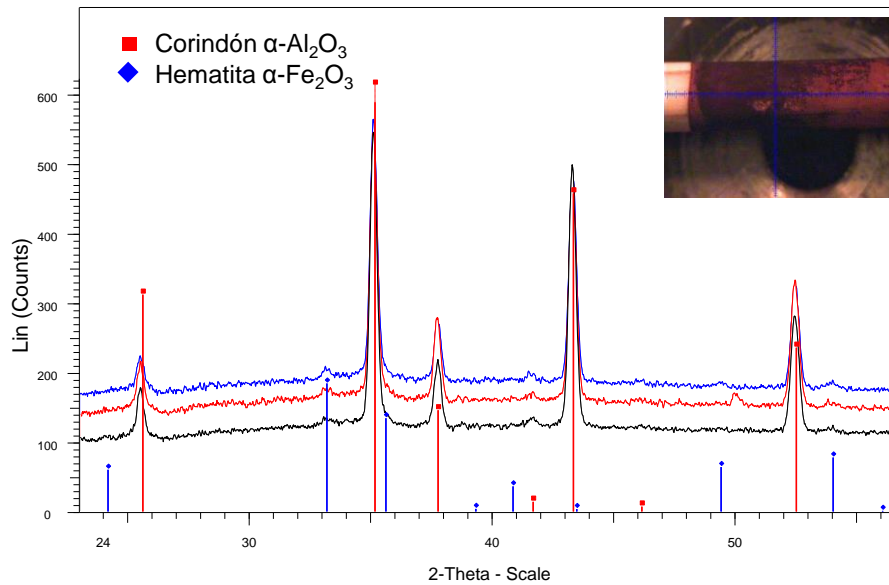 Corindón α-Al₂O₃
Hematita α-Fe₂O₃
Lin (Counts)
600
500
400
300
200
100
0
24
30
40
50
2-Theta - Scale